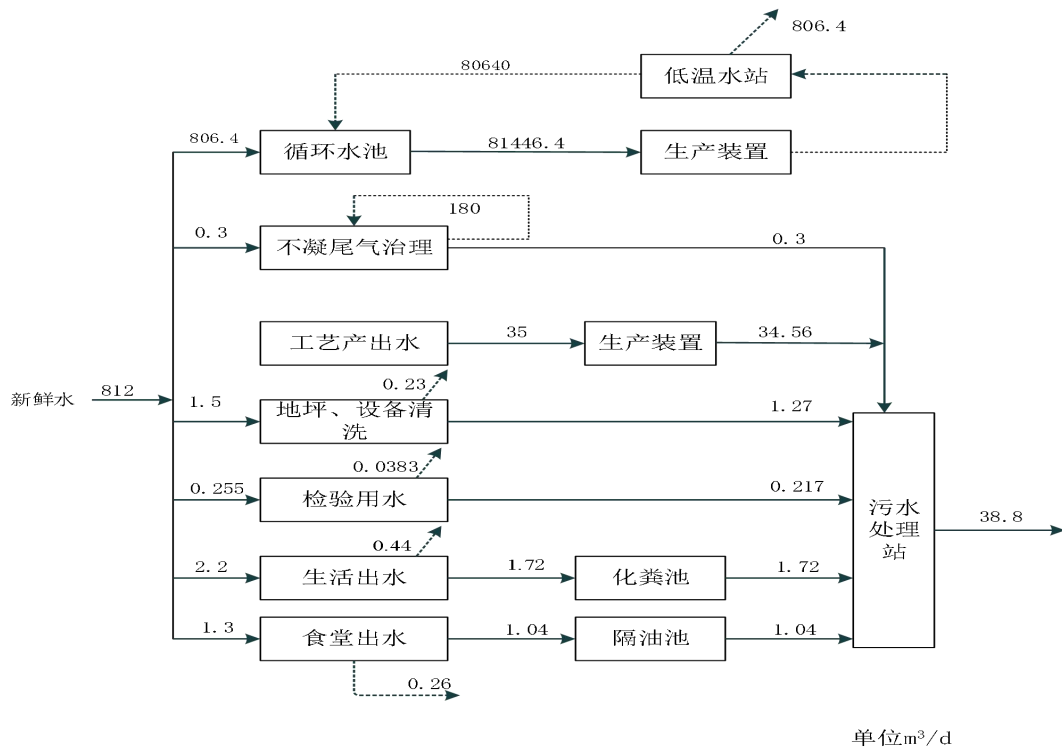 806.4
80640
低温水站
806.4
循环水池
81446.4
生产装置
180
0.3
不凝尾气治理
0.3
工艺产出水
35
生产装置
34.56
新鲜水
812
0.23
1.5
地坪、设备清
洗
1.27
0.0383
0.255
检验用水
0.217
污水
处理
站
38.8
0.44
2.2
生活出水
1.72
化粪池
1.72
1.3
食堂出水
1.04
隔油池
1.04
0.26
单位m³/d